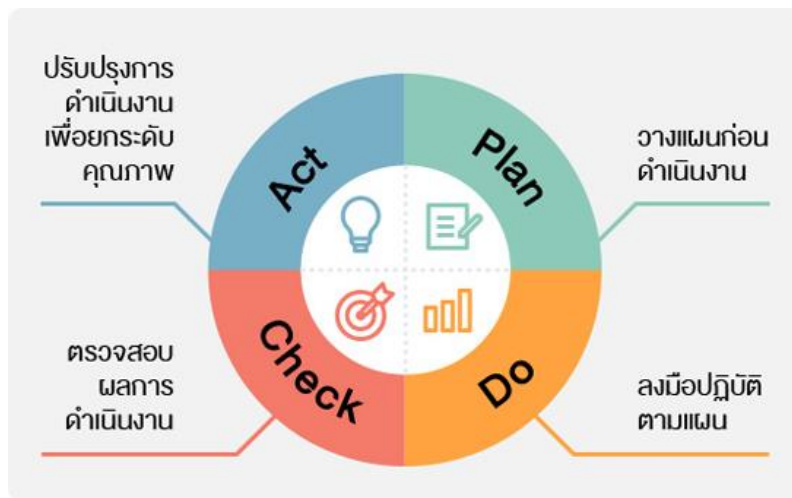 ปรับปรุงการ
ดำเนินงาน
เพื่อยกระดับ
คุณภาพ
Act
Plan
วางแผนก่อน
ดำเนินงาน
ตรวจสอบ
ผลการ
ดำเนินงาน
Check
Do
ลงมือปฏิบัติ
ตามแผน